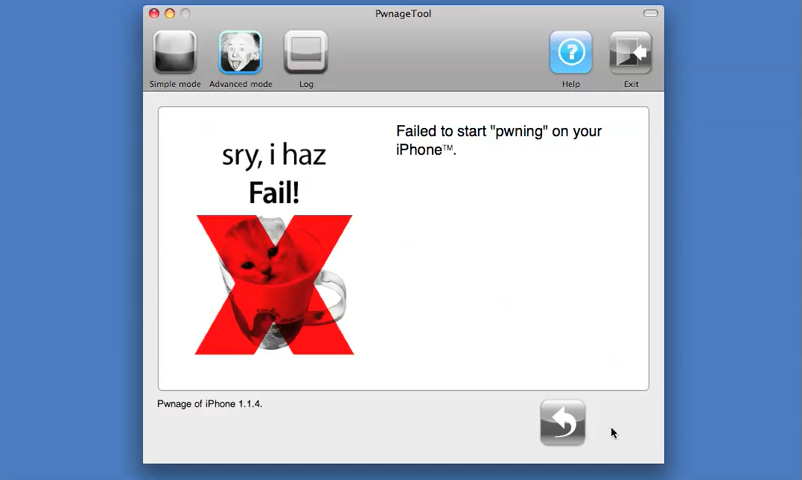 PwnageTool
Simple mode
Advanced mode
Log
?
Help
Exit
sry, i haz
Fail!
Failed to start "pwning" on your
iPhone™.
Pwnage of iPhone 1.1.4.